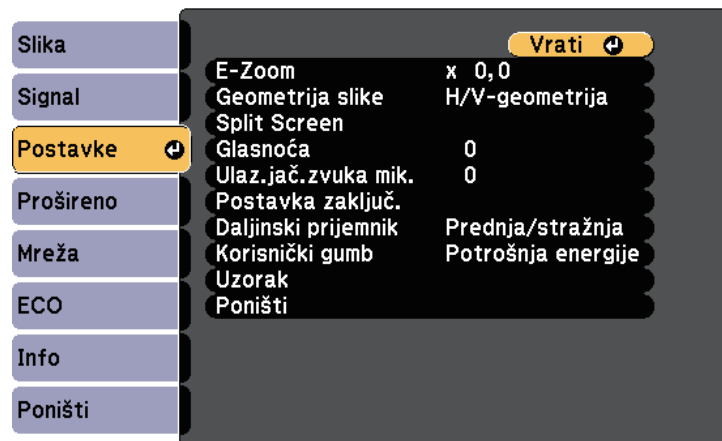 Slika
Signal
Postavke
Prošireno
Mreža
ECO
Info
Poništi
Vrati
E-Zoom x 0,0
Geometrija slike H/V-geometrija
Split Screen
Glasnoća 0
Ulaz.jač.zvuka mik. 0
Postavka zaključ.
Daljinski prijemnik Prednja/stražnja
Korisnički gumb Potrošnja energije
Uzorak
Poništi